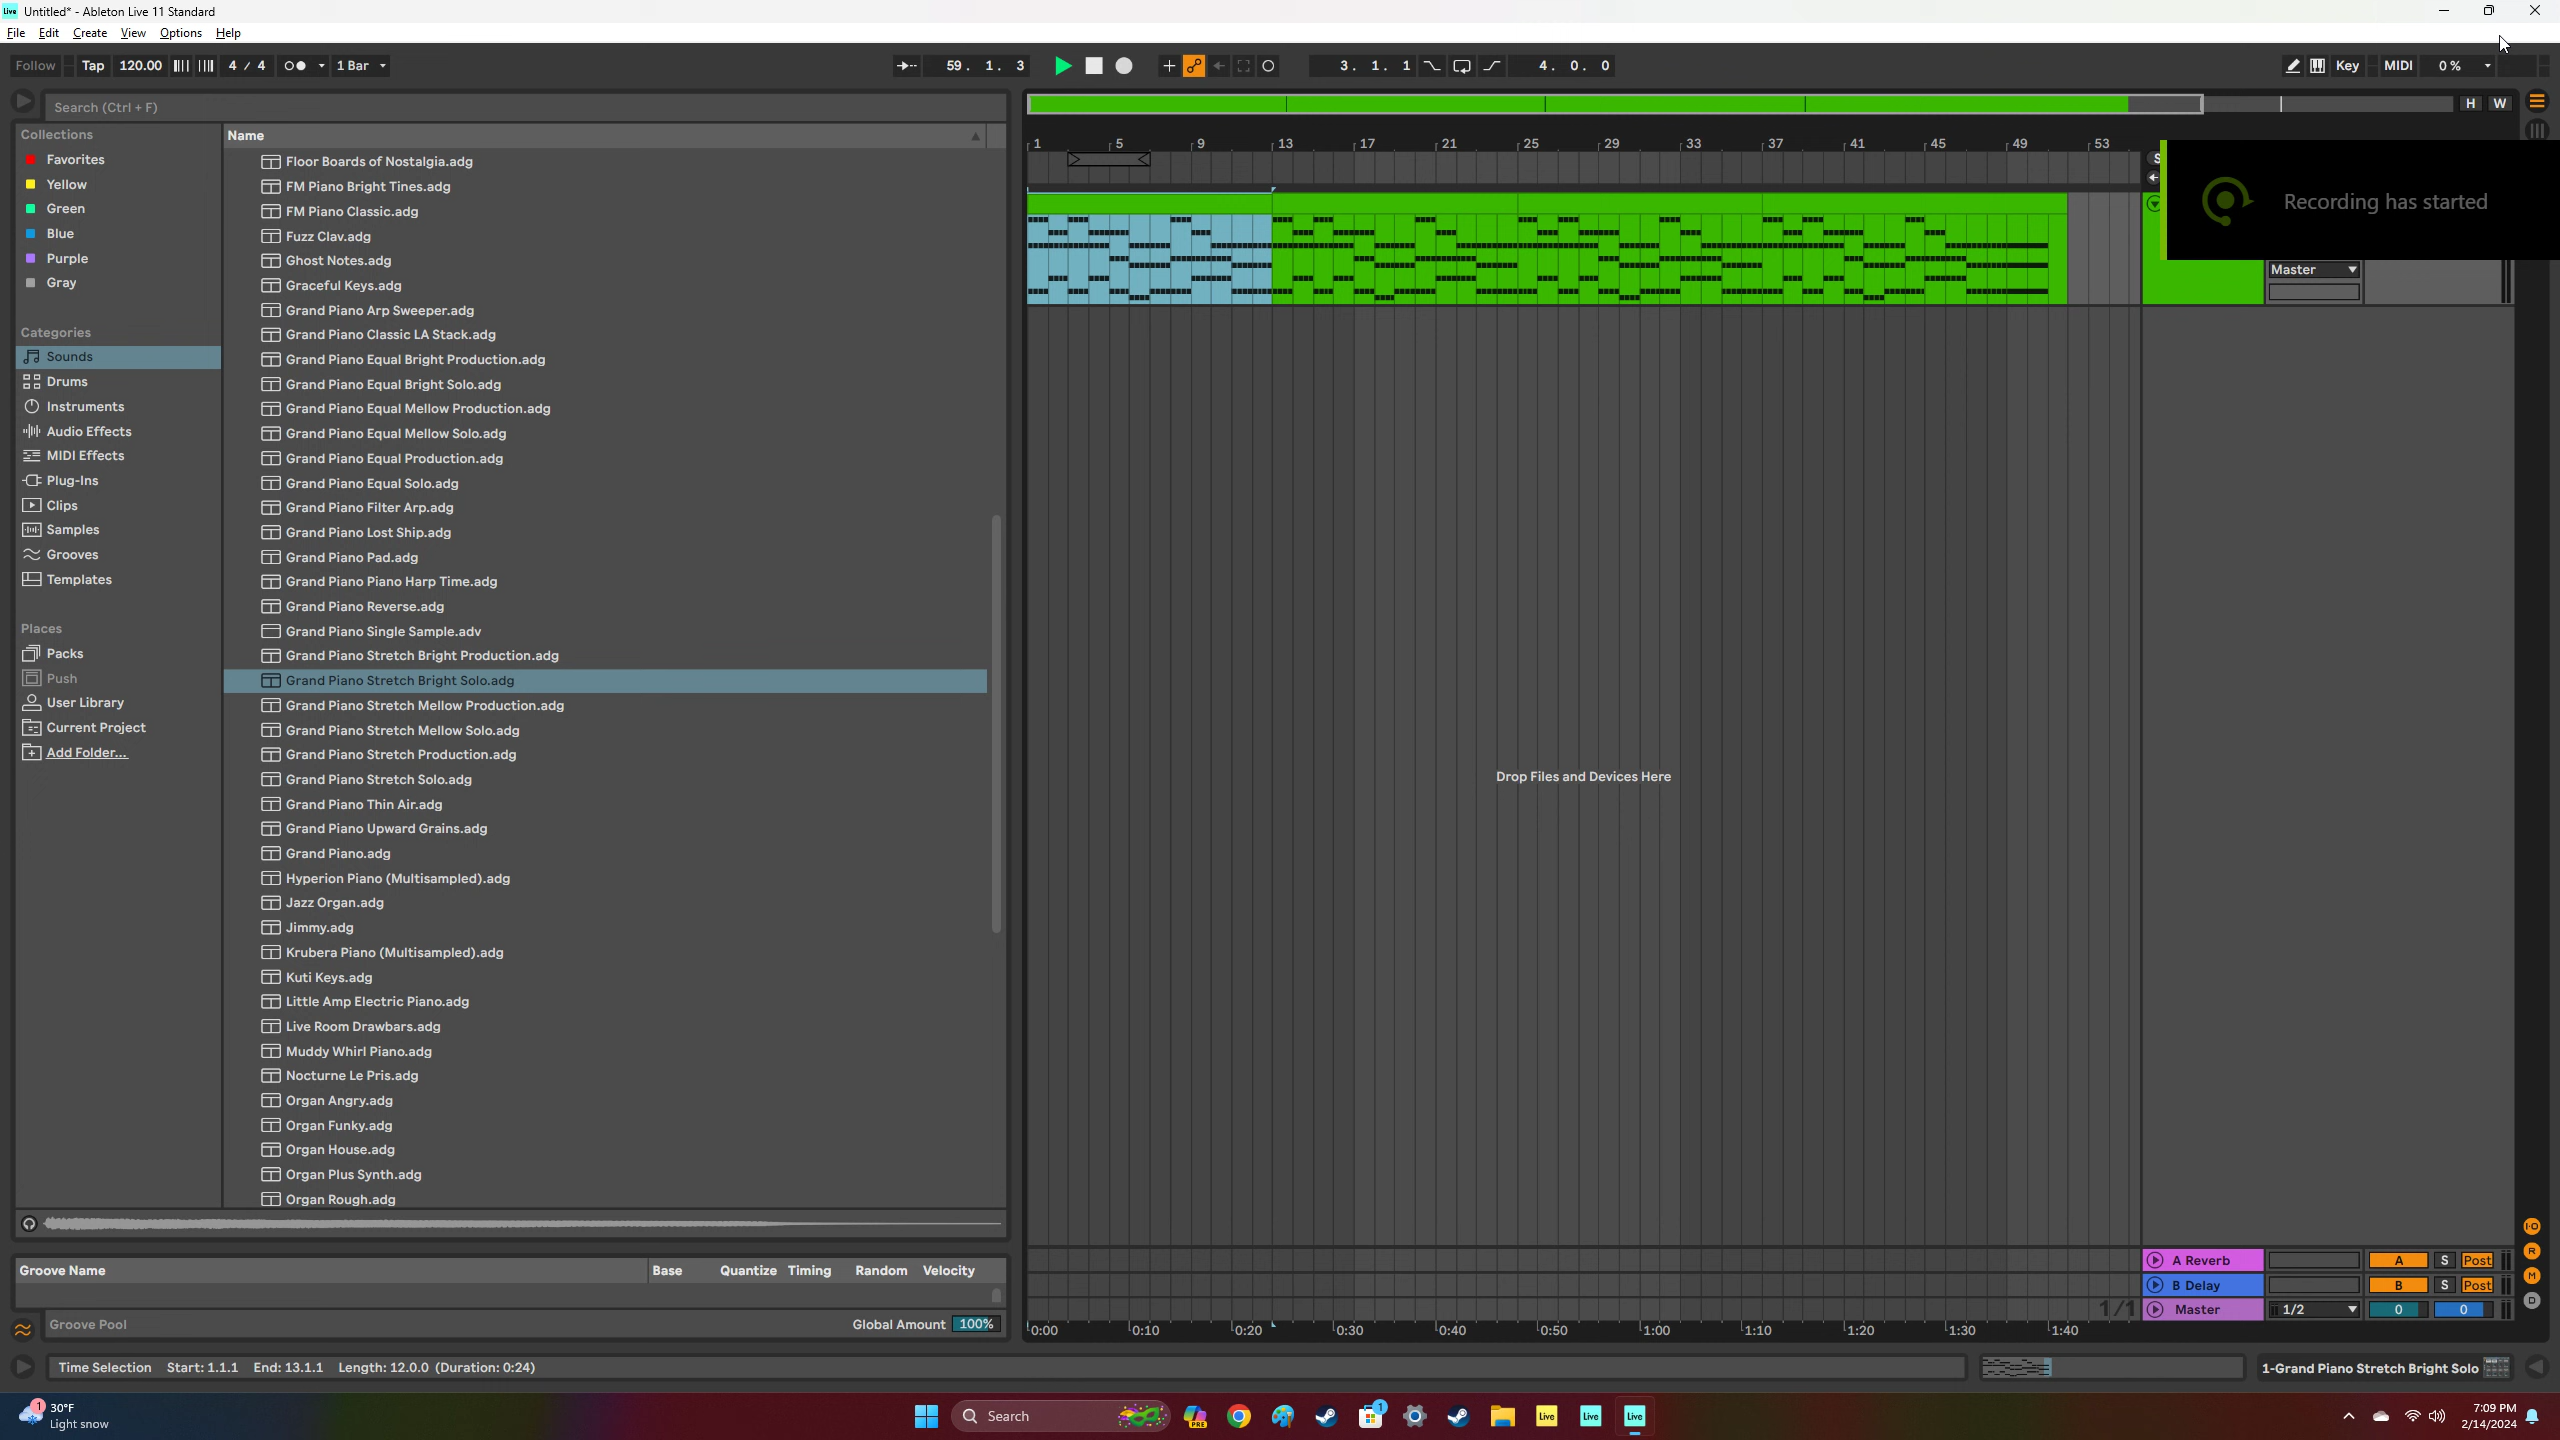 Live Untitled* - Ableton Live 11 Standard
File Edit Create View Options Help
Follow Tap 120.00 4 / 4 1 Bar 59. 1. 3 3. 1. 1 4. 0. 0 Key MIDI 0 %
Search (Ctrl + F)
H W
Collections
Favorites
Yellow
Green
Blue
Purple
Gray
Categories
Sounds
Drums
Instruments
Audio Effects
MIDI Effects
Plug-Ins
Clips
Samples
Grooves
Templates
Places
Packs
Push
User Library
Current Project
Add Folder...
Name
Floor Boards of Nostalgia.adg
FM Piano Bright Tines.adg
FM Piano Classic.adg
Fuzz Clav.adg
Ghost Notes.adg
Graceful Keys.adg
Grand Piano Arp Sweeper.adg
Grand Piano Classic LA Stack.adg
Grand Piano Equal Bright Production.adg
Grand Piano Equal Bright Solo.adg
Grand Piano Equal Mellow Production.adg
Grand Piano Equal Mellow Solo.adg
Grand Piano Equal Production.adg
Grand Piano Equal Solo.adg
Grand Piano Filter Arp.adg
Grand Piano Lost Ship.adg
Grand Piano Pad.adg
Grand Piano Piano Harp Time.adg
Grand Piano Reverse.adg
Grand Piano Single Sample.adv
Grand Piano Stretch Bright Production.adg
Grand Piano Stretch Bright Solo.adg
Grand Piano Stretch Mellow Production.adg
Grand Piano Stretch Mellow Solo.adg
Grand Piano Stretch Production.adg
Grand Piano Stretch Solo.adg
Grand Piano Thin Air.adg
Grand Piano Upward Grains.adg
Grand Piano.adg
Hyperion Piano (Multisampled).adg
Jazz Organ.adg
Jimmy.adg
Krubera Piano (Multisampled).adg
Kuti Keys.adg
Little Amp Electric Piano.adg
Live Room Drawbars.adg
Muddy Whirl Piano.adg
Nocturne Le Pris.adg
Organ Angry.adg
Organ Funky.adg
Organ House.adg
Organ Plus Synth.adg
Organ Rough.adg
1 5 9 13 17 21 25 29 33 37 41 45 49 53
Recording has started
Master
Drop Files and Devices Here
A Reverb A S Post
B Delay B S Post
1/1 Master 1/2 0 0
I·O
R
M
D
0:00 0:10 0:20 0:30 0:40 0:50 1:00 1:10 1:20 1:30 1:40
Groove Name Base Quantize Timing Random Velocity
Groove Pool Global Amount 100%
Time Selection Start: 1.1.1 End: 13.1.1 Length: 12.0.0 (Duration: 0:24)
1-Grand Piano Stretch Bright Solo
1 30°F
Light snow
Search
PRE
1
Live Live Live
7:09 PM
2/14/2024